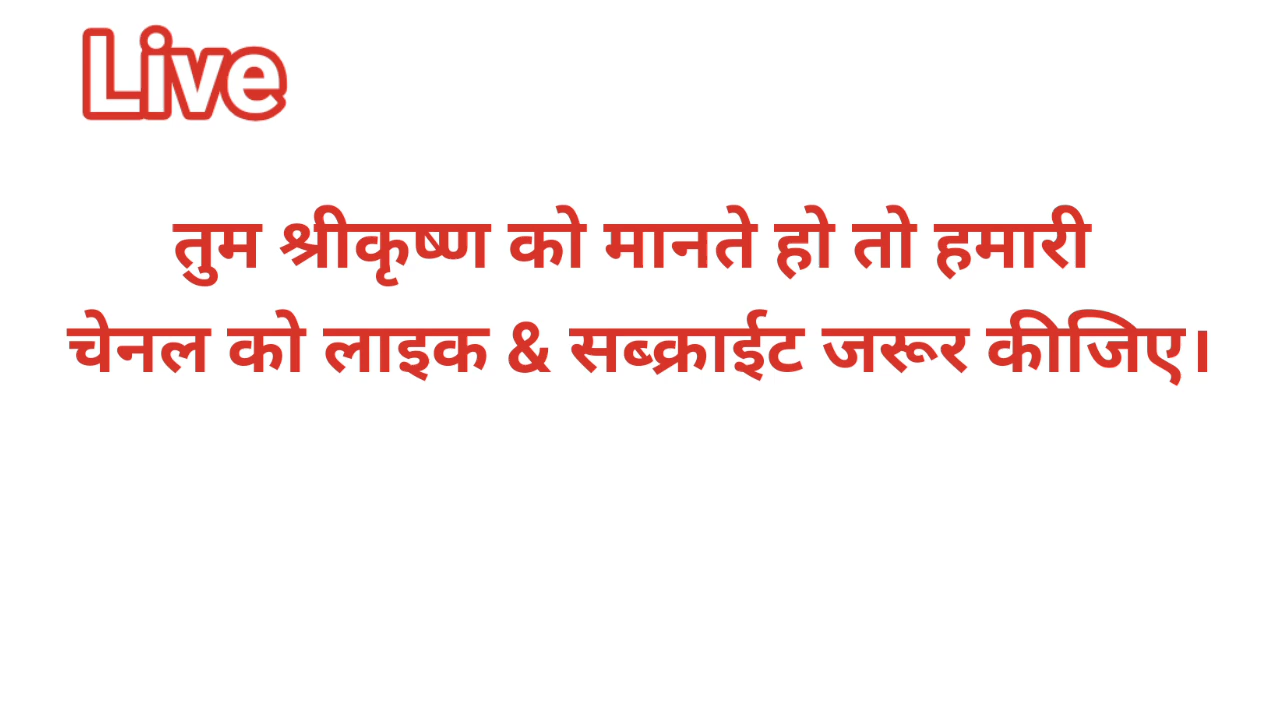 Live
तुम श्रीकृष्ण को मानते हो तो हमारी
चेनल को लाइक & सब्क्राईट जरूर कीजिए।